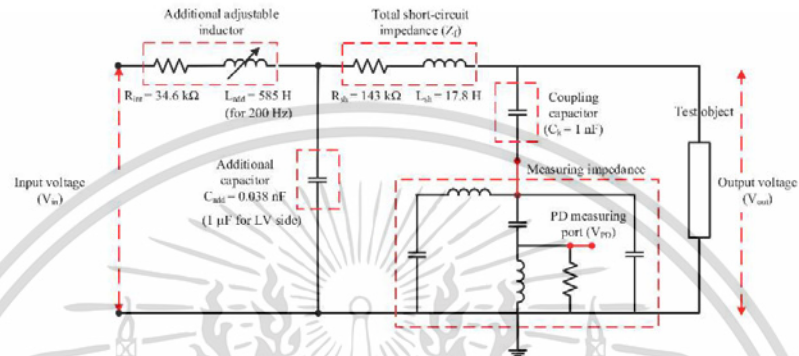 Additional adjustable
inductor
Total short-circuit
impedance (Zₛ)
Rint = 34.6 kΩ
Ladd = 585 H
(for 200 Hz)
Rsh = 143 kΩ
Lsh = 17.8 H
Coupling
capacitor
(Ck = 1 nF)
Test object
Additional
capacitor
Cadd = 0.038 nF
(1 μF for LV side)
Measuring impedance
PD measuring
port (VPD)
Input voltage
(Vin)
Output voltage
(Vout)